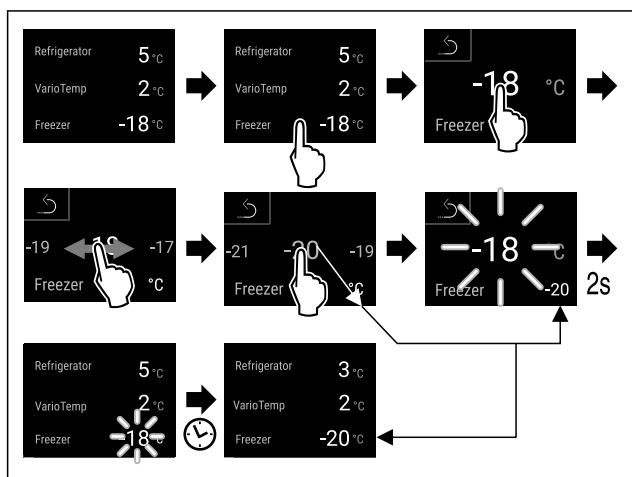 Refrigerator 5 °C
VarioTemp 2 °C
Freezer -18 °C
Refrigerator 5 °C
VarioTemp 2 °C
Freezer -18 °C
-18 °C
Freezer
-19 -17
Freezer °C
-21 -20 -19
Freezer °C
-18 °C
Freezer -20
2s
Refrigerator 5 °C
VarioTemp 2 °C
Freezer -18
Refrigerator 3 °C
VarioTemp 2 °C
Freezer -20 °C